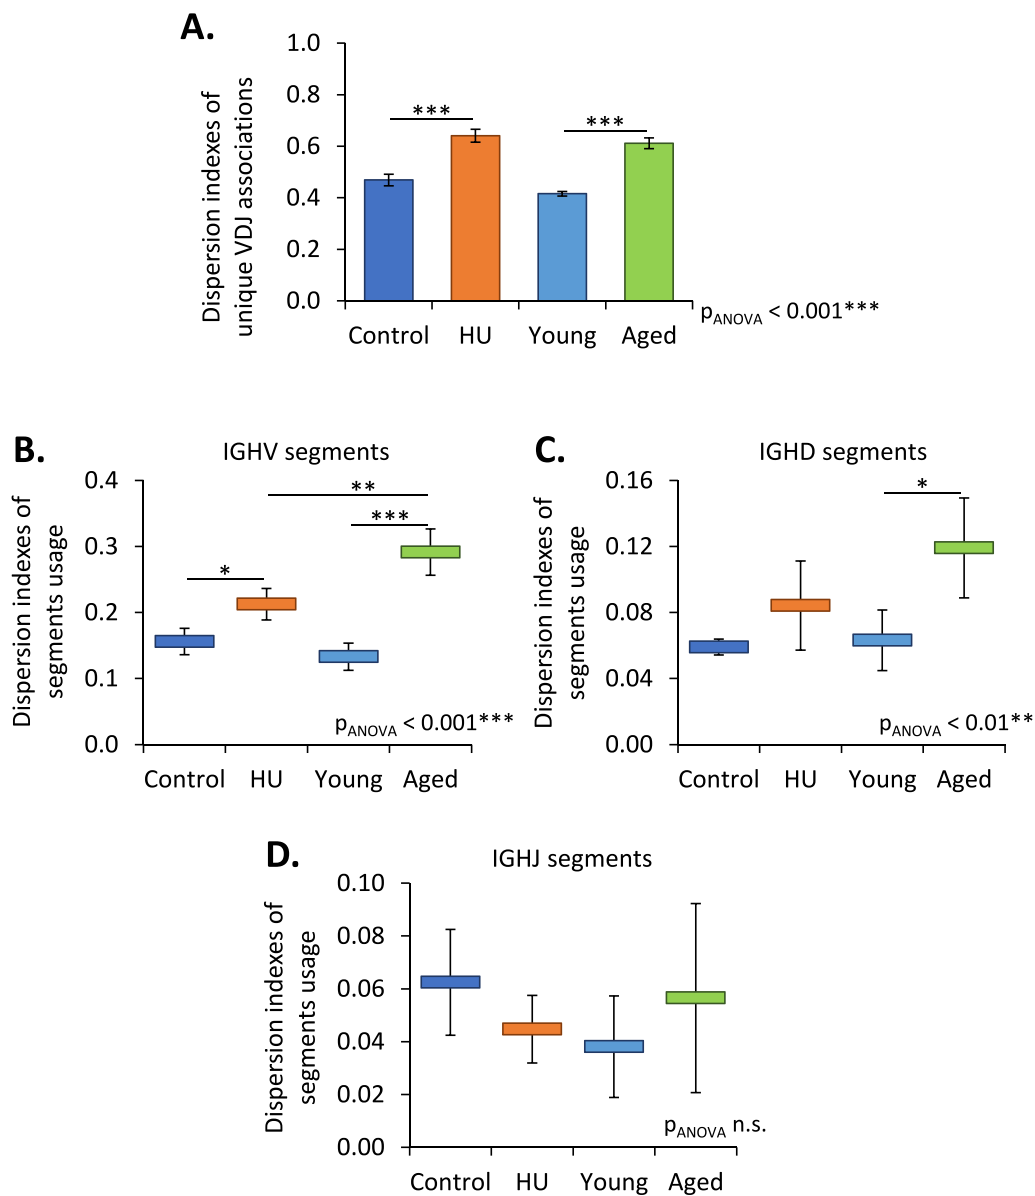 A.
Dispersion indexes of
unique VDJ associations
1.0
0.8
0.6
0.4
0.2
0.0
***
***
Control HU Young Aged
pANOVA < 0.001***
B.
IGHV segments
Dispersion indexes of
segments usage
0.4
0.3
0.2
0.1
0.0
**
***
*
pANOVA < 0.001***
Control HU Young Aged
C.
IGHD segments
Dispersion indexes of
segments usage
0.16
0.12
0.08
0.04
0.00
*
pANOVA < 0.01**
Control HU Young Aged
D.
IGHJ segments
Dispersion indexes of
segments usage
0.10
0.08
0.06
0.04
0.02
0.00
pANOVA n.s.
Control HU Young Aged